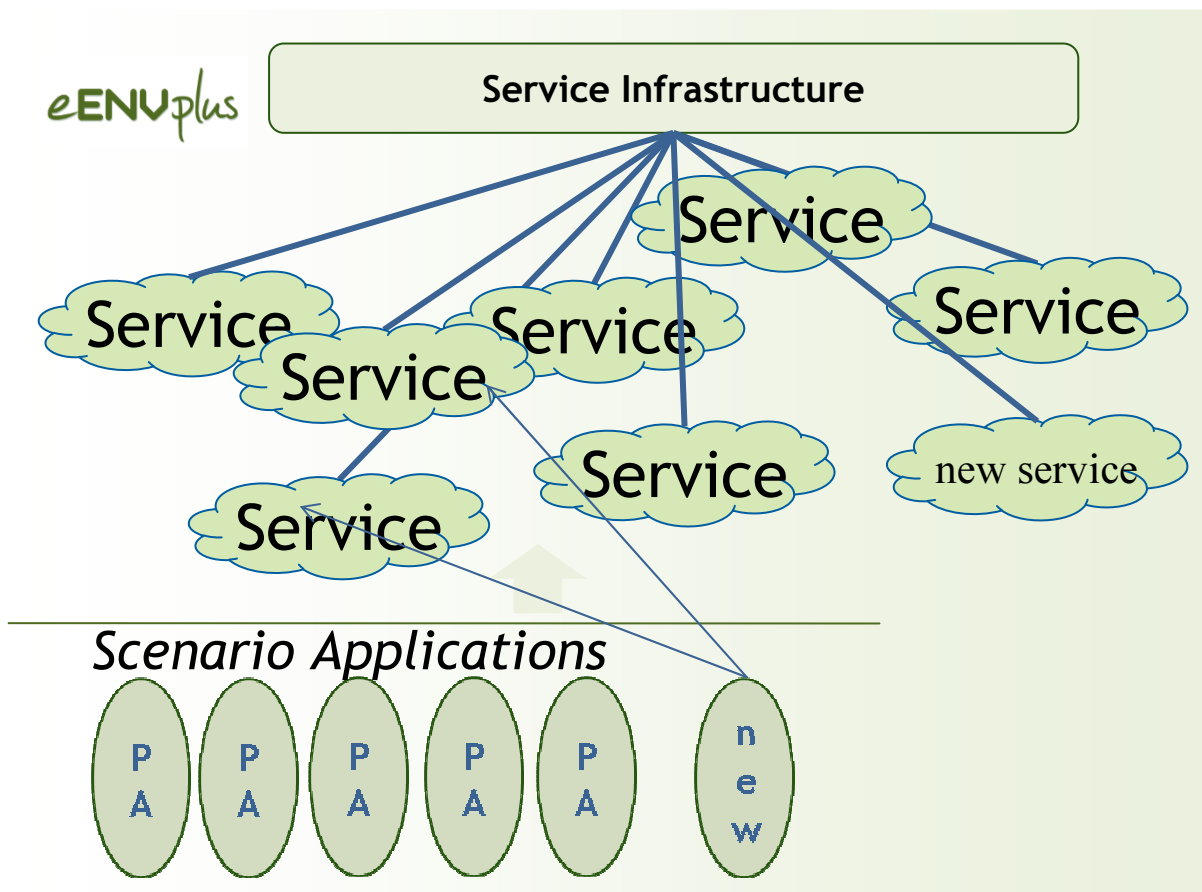 eENVplus
Service Infrastructure
Service
Service
Service
Service
Service
Service
new service
Service
Scenario Applications
P
A
P
A
P
A
P
A
P
A
n
e
w